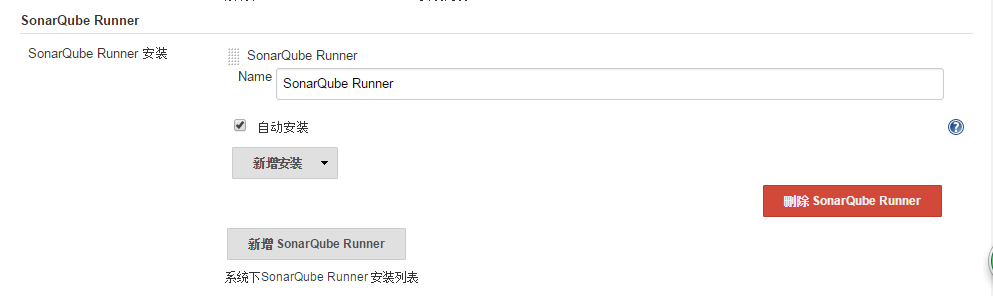 SonarQube Runner
SonarQube Runner 安装
SonarQube Runner
Name SonarQube Runner
自动安装
新增安装
删除 SonarQube Runner
新增 SonarQube Runner
系统下SonarQube Runner 安装列表